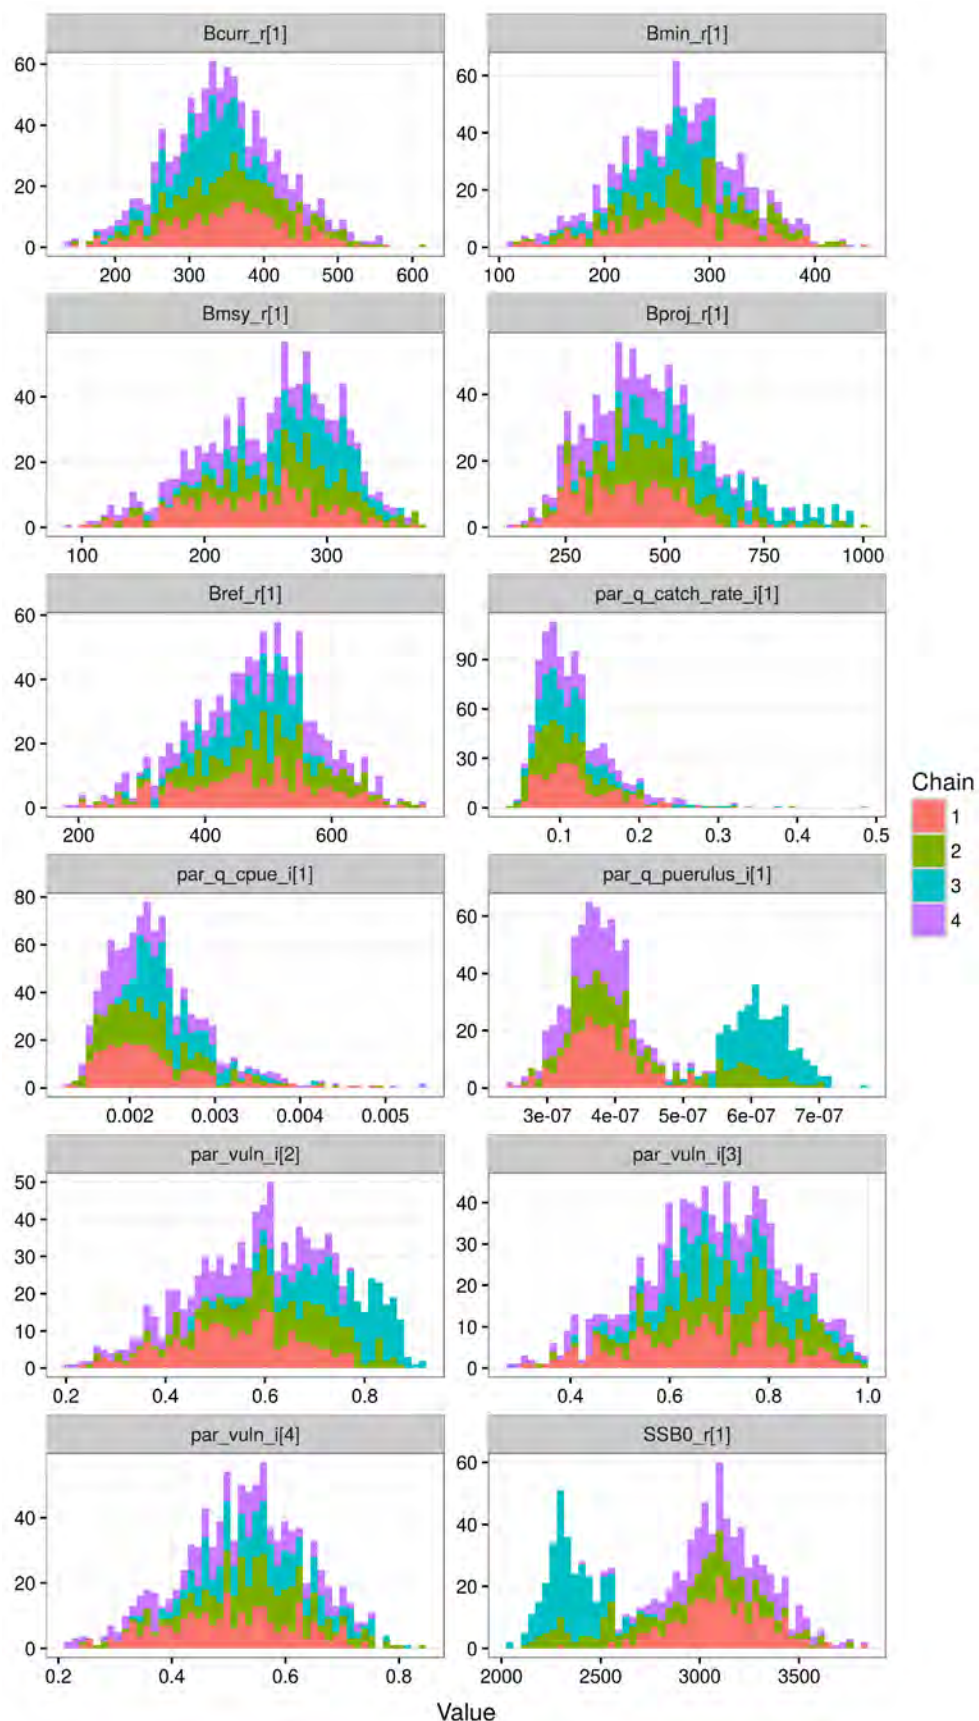 Bcurr_r[1] Bmin_r[1]
60
40
20
0
60
40
20
0
200 300 400 500 600
100 200 300 400
Bmsy_r[1] Bproj_r[1]
40
20
0
40
20
0
100 200 300
250 500 750 1000
Bref_r[1] par_q_catch_rate_i[1]
60
40
20
0
90
60
30
0
200 400 600
0.1 0.2 0.3 0.4 0.5
Chain
1
2
3
4
par_q_cpue_i[1] par_q_puerulus_i[1]
80
60
40
20
0
60
40
20
0
0.002 0.003 0.004 0.005
3e-07 4e-07 5e-07 6e-07 7e-07
par_vuln_i[2] par_vuln_i[3]
50
40
30
20
10
0
40
30
20
10
0
0.2 0.4 0.6 0.8
0.4 0.6 0.8 1.0
par_vuln_i[4] SSB0_r[1]
40
20
0
60
40
20
0
0.2 0.4 0.6 0.8
2000 2500 3000 3500
Value